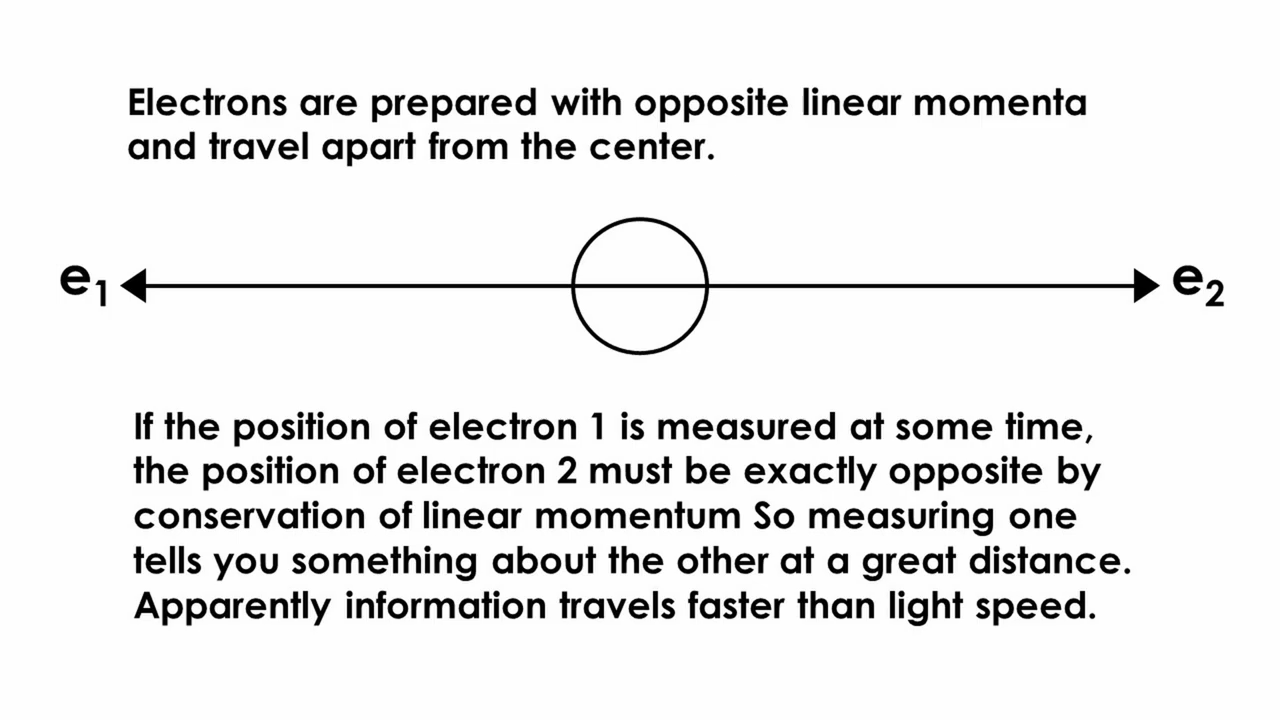 Electrons are prepared with opposite linear momenta
and travel apart from the center.
e₁
e₂
If the position of electron 1 is measured at some time,
the position of electron 2 must be exactly opposite by
conservation of linear momentum So measuring one
tells you something about the other at a great distance.
Apparently information travels faster than light speed.